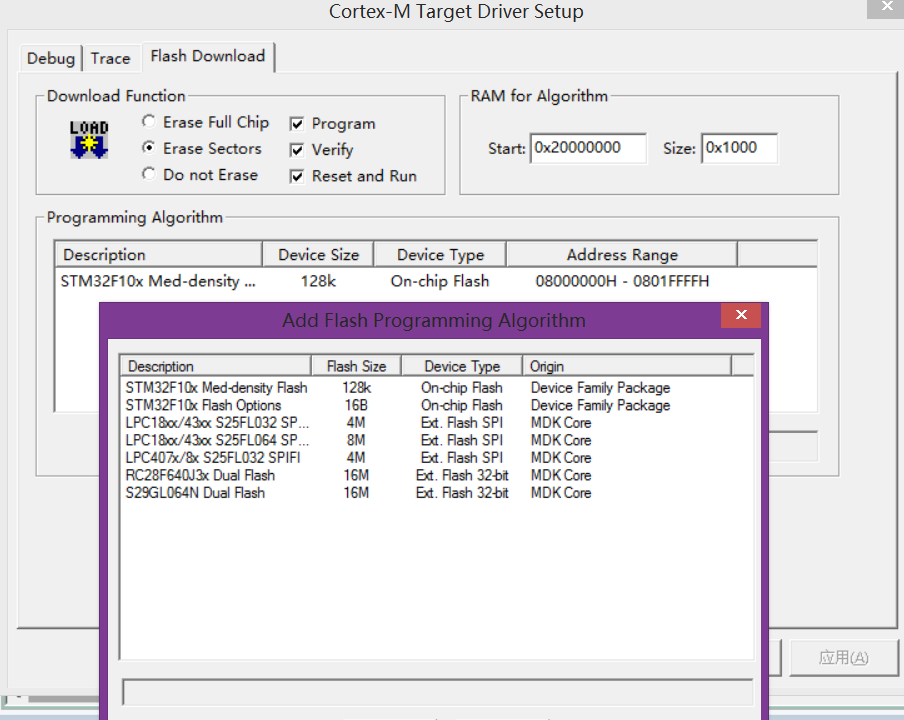 Cortex-M Target Driver Setup
Debug Trace Flash Download
Download Function
LOAD
Erase Full Chip
Erase Sectors
Do not Erase
Program
Verify
Reset and Run
RAM for Algorithm
Start: 0x20000000 Size: 0x1000
Programming Algorithm
Description Device Size Device Type Address Range
STM32F10x Med-density ... 128k On-chip Flash 08000000H - 0801FFFFH
Add Flash Programming Algorithm
Description Flash Size Device Type Origin
STM32F10x Med-density Flash 128k On-chip Flash Device Family Package
STM32F10x Flash Options 16B On-chip Flash Device Family Package
LPC18xx/43xx S25FL032 SP... 4M Ext. Flash SPI MDK Core
LPC18xx/43xx S25FL064 SP... 8M Ext. Flash SPI MDK Core
LPC407x/8x S25FL032 SPIFI 4M Ext. Flash SPI MDK Core
RC28F640J3x Dual Flash 16M Ext. Flash 32-bit MDK Core
S29GL064N Dual Flash 16M Ext. Flash 32-bit MDK Core
应用(A)